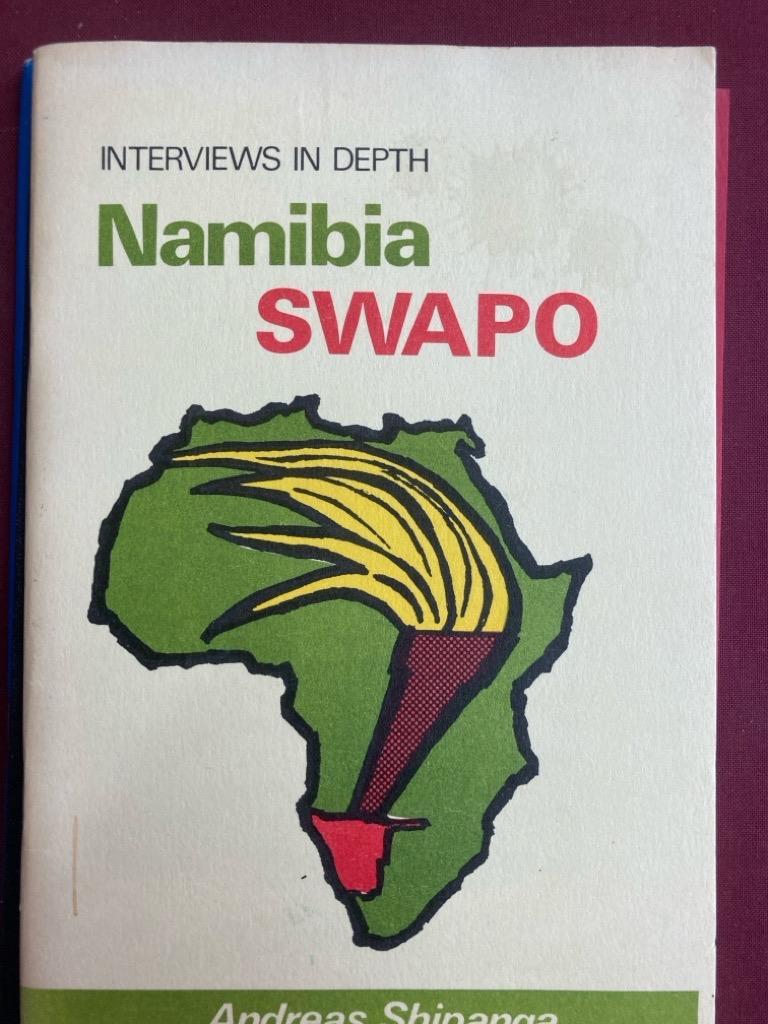 INTERVIEWS IN DEPTH
Namibia
SWAPO
Andreas Shipanga